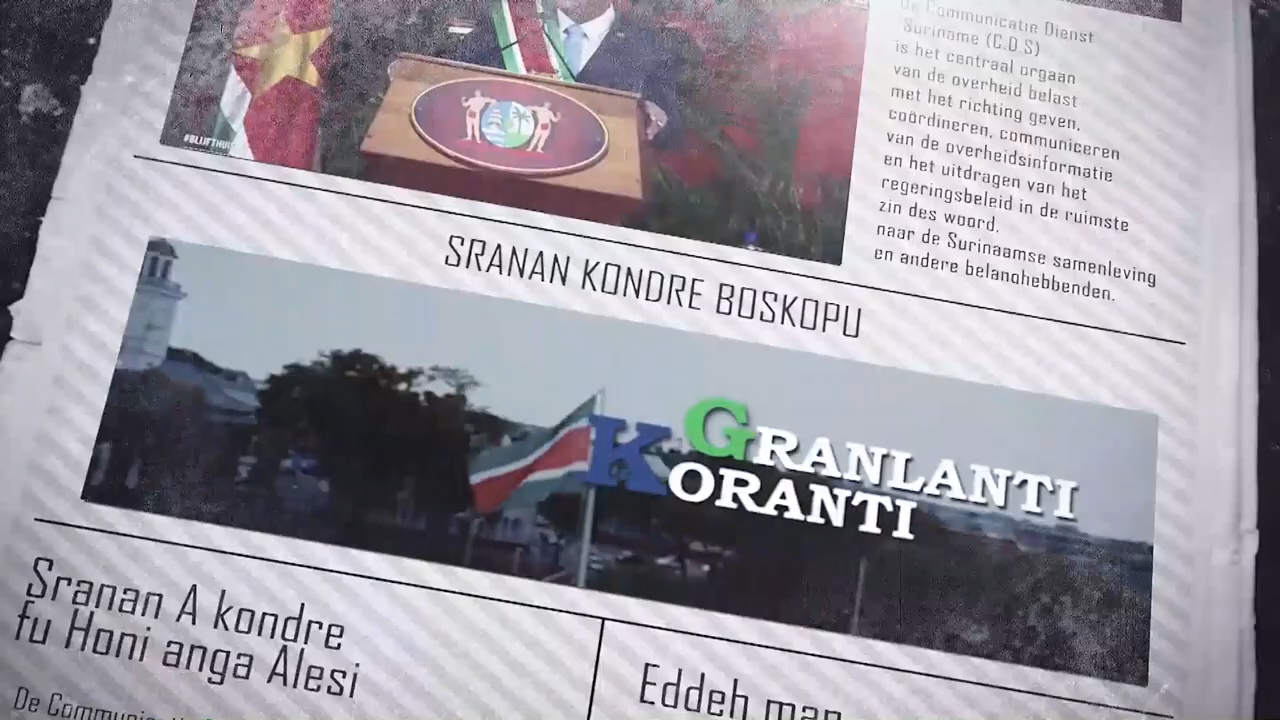 De Communicatie Dienst
Suriname (C.D.S)
is het centraal orgaan
van de overheid belast
met het richting geven,
coördineren, communiceren
van de overheidsinformatie
en het uitdragen van het
regeringsbeleid in de ruimste
zin des woord.
naar de Surinaamse samenleving
en andere belanghebbenden.
SRANAN KONDRE BOSKOPU
GRANLANTI
KORANTI
Sranan A kondre
fu Honi anga Alesi
De
Eddeh man